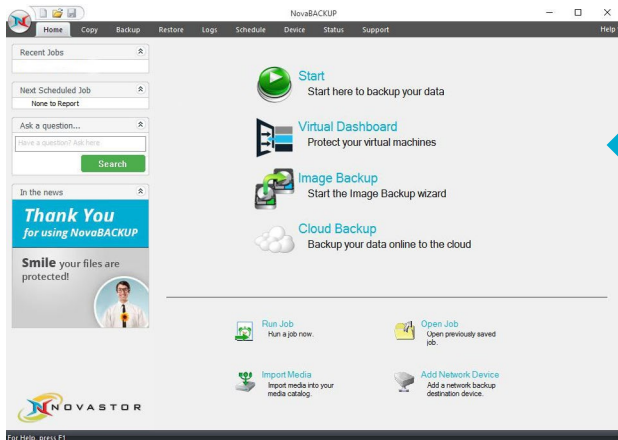 NovaBACKUP
Home Copy Backup Restore Logs Schedule Device Status Support Help
Recent Jobs
Next Scheduled Job
None to Report
Ask a question...
Have a question? Ask here
Search
In the news
Thank You
for using NovaBACKUP
Smile your files are
protected!
Start
Start here to backup your data
Virtual Dashboard
Protect your virtual machines
Image Backup
Start the Image Backup wizard
Cloud Backup
Backup your data online to the cloud
Run Job
Run a job now.
Open Job
Open previously saved
job.
Import Media
Import media into your
media catalog.
Add Network Device
Add a network backup
destination device.
NOVASTOR
For Help, press F1